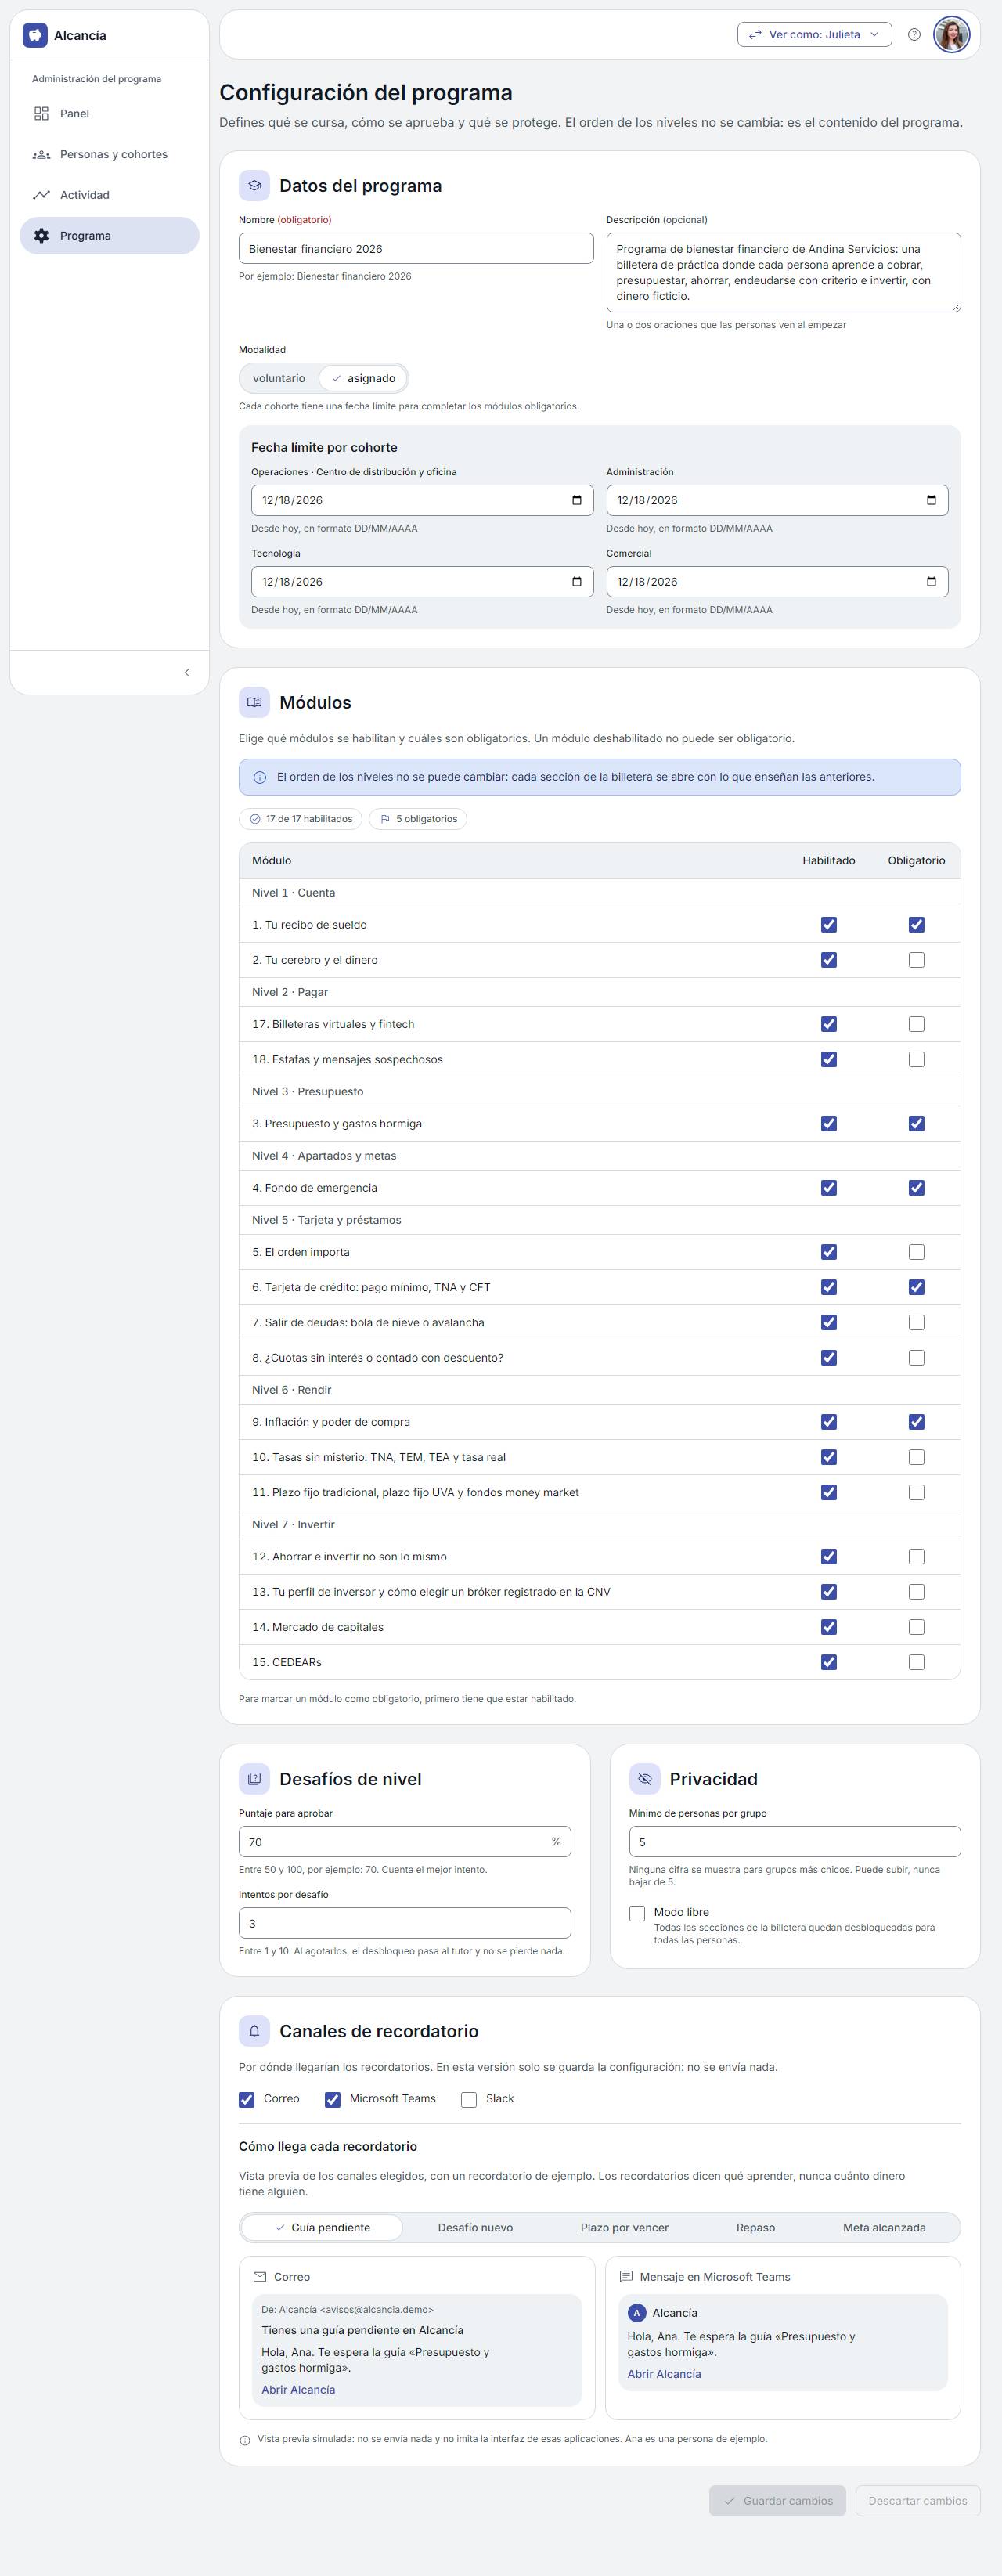 Alcancía
Ver como: Julieta
Administración del programa
Panel
Personas y cohortes
Actividad
Programa
Configuración del programa
Defines qué se cursa, cómo se aprueba y qué se protege. El orden de los niveles no se cambia: es el contenido del programa.
Datos del programa
Nombre (obligatorio)
Bienestar financiero 2026
Por ejemplo: Bienestar financiero 2026
Descripción (opcional)
Programa de bienestar financiero de Andina Servicios: una
billetera de práctica donde cada persona aprende a cobrar,
presupuestar, ahorrar, endeudarse con criterio e invertir, con
dinero ficticio.
Una o dos oraciones que las personas ven al empezar
Modalidad
voluntario
asignado
Cada cohorte tiene una fecha límite para completar los módulos obligatorios.
Fecha límite por cohorte
Operaciones · Centro de distribución y oficina
12/18/2026
Desde hoy, en formato DD/MM/AAAA
Administración
12/18/2026
Desde hoy, en formato DD/MM/AAAA
Tecnología
12/18/2026
Desde hoy, en formato DD/MM/AAAA
Comercial
12/18/2026
Desde hoy, en formato DD/MM/AAAA
Módulos
Elige qué módulos se habilitan y cuáles son obligatorios. Un módulo deshabilitado no puede ser obligatorio.
El orden de los niveles no se puede cambiar: cada sección de la billetera se abre con lo que enseñan las anteriores.
17 de 17 habilitados
5 obligatorios
Módulo Habilitado Obligatorio
Nivel 1 · Cuenta
1. Tu recibo de sueldo
2. Tu cerebro y el dinero
Nivel 2 · Pagar
17. Billeteras virtuales y fintech
18. Estafas y mensajes sospechosos
Nivel 3 · Presupuesto
3. Presupuesto y gastos hormiga
Nivel 4 · Apartados y metas
4. Fondo de emergencia
Nivel 5 · Tarjeta y préstamos
5. El orden importa
6. Tarjeta de crédito: pago mínimo, TNA y CFT
7. Salir de deudas: bola de nieve o avalancha
8. ¿Cuotas sin interés o contado con descuento?
Nivel 6 · Rendir
9. Inflación y poder de compra
10. Tasas sin misterio: TNA, TEM, TEA y tasa real
11. Plazo fijo tradicional, plazo fijo UVA y fondos money market
Nivel 7 · Invertir
12. Ahorrar e invertir no son lo mismo
13. Tu perfil de inversor y cómo elegir un bróker registrado en la CNV
14. Mercado de capitales
15. CEDEARs
Para marcar un módulo como obligatorio, primero tiene que estar habilitado.
Desafíos de nivel
Puntaje para aprobar
70 %
Entre 50 y 100, por ejemplo: 70. Cuenta el mejor intento.
Intentos por desafío
3
Entre 1 y 10. Al agotarlos, el desbloqueo pasa al tutor y no se pierde nada.
Privacidad
Mínimo de personas por grupo
5
Ninguna cifra se muestra para grupos más chicos. Puede subir, nunca
bajar de 5.
Modo libre
Todas las secciones de la billetera quedan desbloqueadas para
todas las personas.
Canales de recordatorio
Por dónde llegarían los recordatorios. En esta versión solo se guarda la configuración: no se envía nada.
Correo
Microsoft Teams
Slack
Cómo llega cada recordatorio
Vista previa de los canales elegidos, con un recordatorio de ejemplo. Los recordatorios dicen qué aprender, nunca cuánto dinero
tiene alguien.
Guía pendiente
Desafío nuevo
Plazo por vencer
Repaso
Meta alcanzada
Correo
De: Alcancía <avisos@alcancia.demo>
Tienes una guía pendiente en Alcancía
Hola, Ana. Te espera la guía «Presupuesto y
gastos hormiga».
Abrir Alcancía
Mensaje en Microsoft Teams
A Alcancía
Hola, Ana. Te espera la guía «Presupuesto y
gastos hormiga».
Abrir Alcancía
Vista previa simulada: no se envía nada y no imita la interfaz de esas aplicaciones. Ana es una persona de ejemplo.
Guardar cambios
Descartar cambios